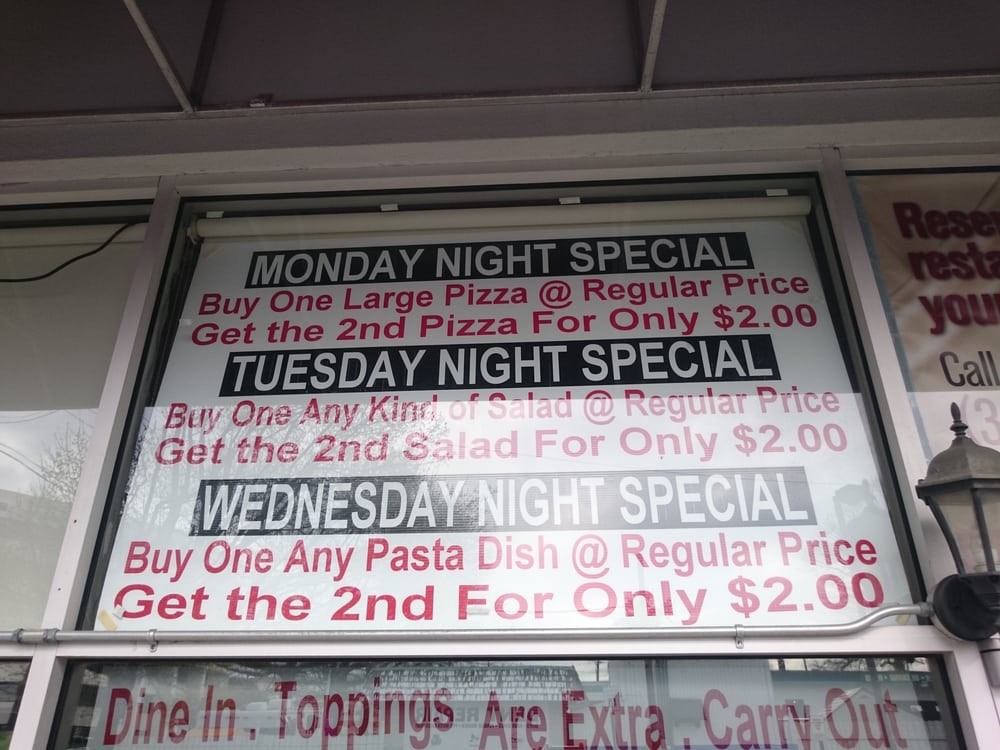 MONDAY NIGHT SPECIAL
Buy One Large Pizza @ Regular Price
Get the 2nd Pizza For Only $2.00
TUESDAY NIGHT SPECIAL
Buy One Any Kind of Salad @ Regular Price
Get the 2nd Salad For Only $2.00
WEDNESDAY NIGHT SPECIAL
Buy One Any Pasta Dish @ Regular Price
Get the 2nd For Only $2.00
Dine In . Toppings Are Extra . Carry Out
your
Call